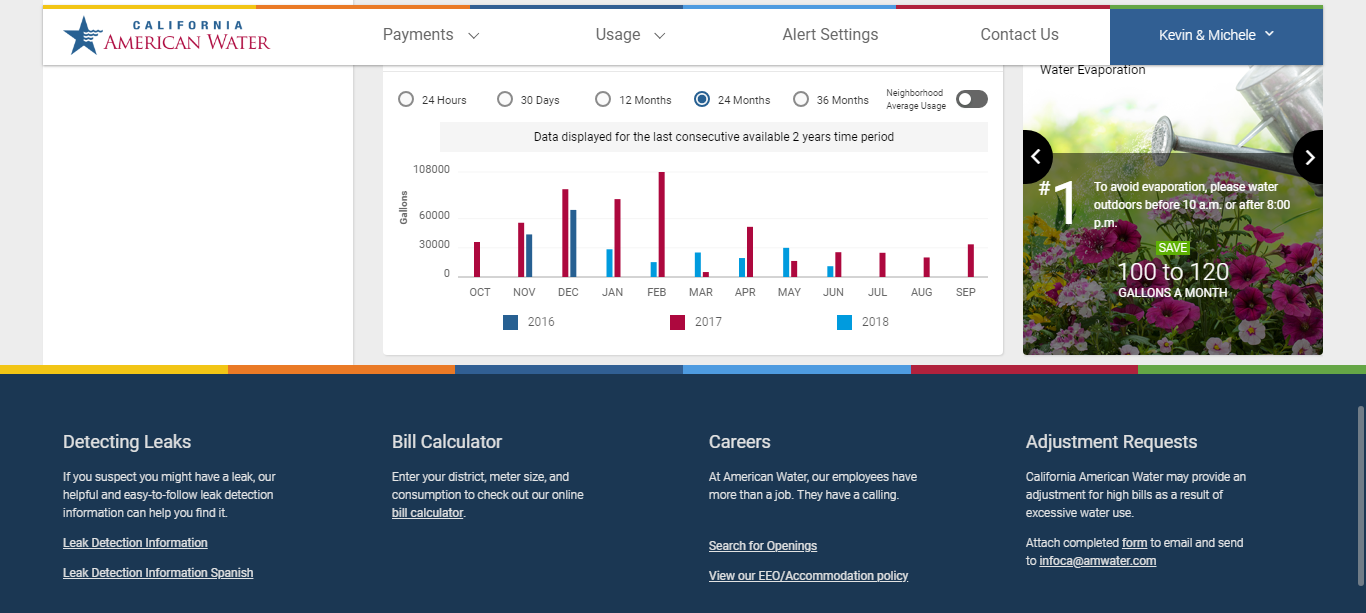 CALIFORNIA
AMERICAN WATER
Payments
Usage
Alert Settings
Contact Us
Kevin & Michele
24 Hours
30 Days
12 Months
24 Months
36 Months
Neighborhood
Average Usage
Data displayed for the last consecutive available 2 years time period
Gallons
108000
60000
30000
0
OCT NOV DEC JAN FEB MAR APR MAY JUN JUL AUG SEP
2016 2017 2018
Water Evaporation
#1
To avoid evaporation, please water
outdoors before 10 a.m. or after 8:00
p.m.
SAVE
100 to 120
GALLONS A MONTH
Detecting Leaks
If you suspect you might have a leak, our
helpful and easy-to-follow leak detection
information can help you find it.
Leak Detection Information
Leak Detection Information Spanish
Bill Calculator
Enter your district, meter size, and
consumption to check out our online
bill calculator.
Careers
At American Water, our employees have
more than a job. They have a calling.
Search for Openings
View our EEO/Accommodation policy
Adjustment Requests
California American Water may provide an
adjustment for high bills as a result of
excessive water use.
Attach completed form to email and send
to infoca@amwater.com